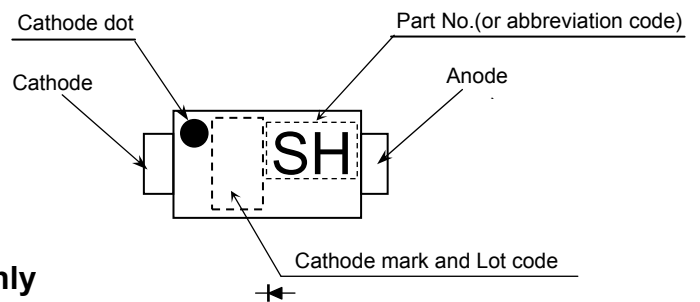 Cathode dot
Part No.(or abbreviation code)
Cathode
Anode
SH
Cathode mark and Lot code